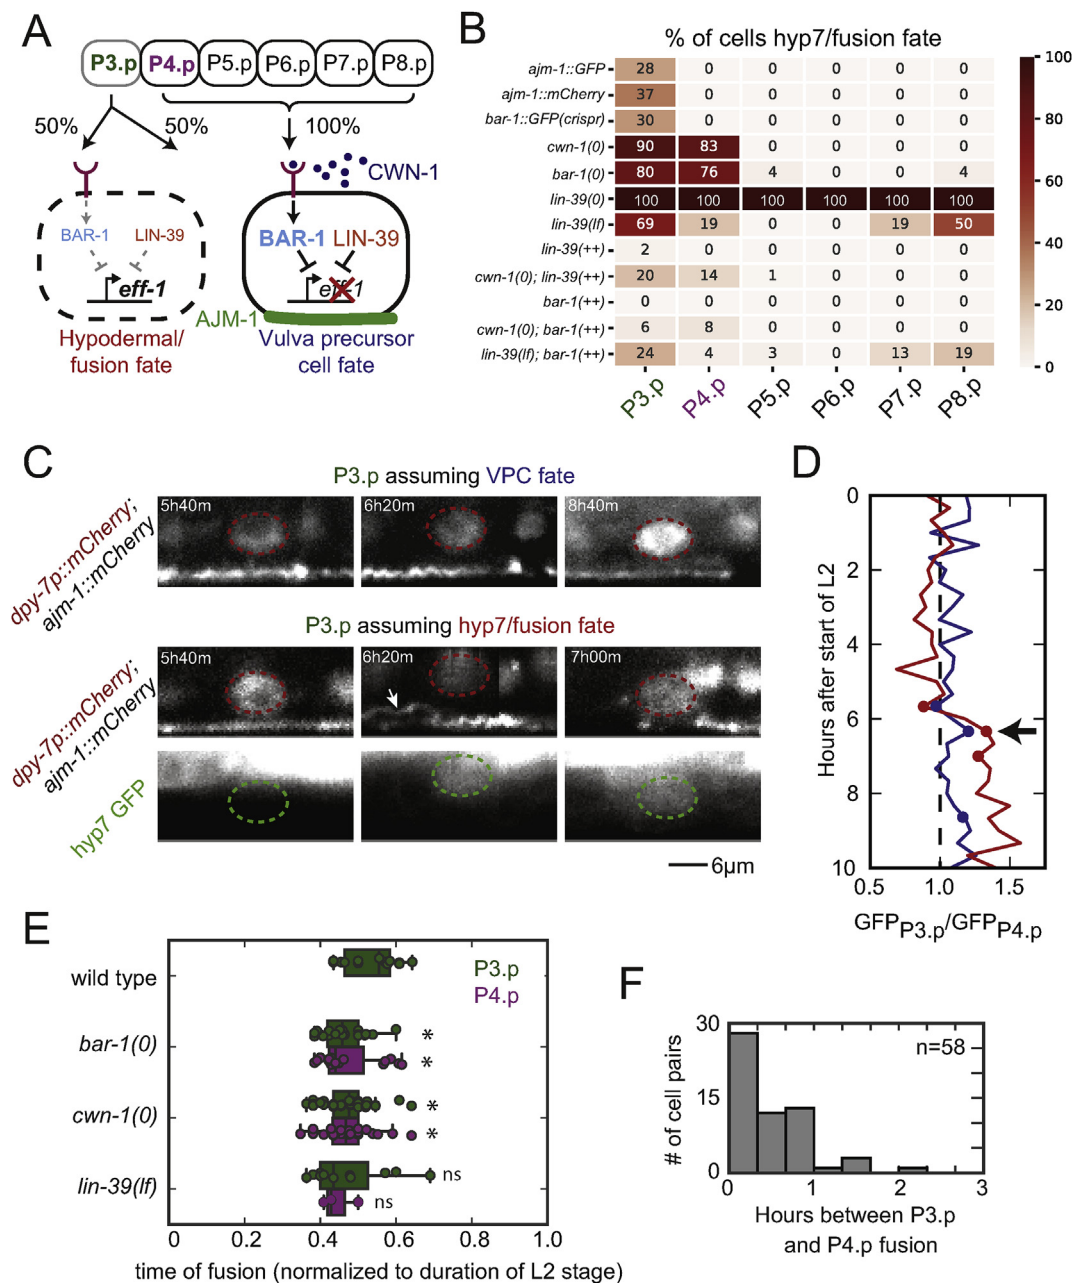 A
P3.p P4.p P5.p P6.p P7.p P8.p
50% 50% 100%
CWN-1
BAR-1 LIN-39
eff-1
BAR-1 LIN-39
eff-1
AJM-1
Hypodermal/
fusion fate
Vulva precursor
cell fate
B
% of cells hyp7/fusion fate
ajm-1::GFP 28 0 0 0 0 0
ajm-1::mCherry 37 0 0 0 0 0
bar-1::GFP(crispr) 30 0 0 0 0 0
cwn-1(0) 90 83 0 0 0 0
bar-1(0) 80 76 4 0 0 4
lin-39(0) 100 100 100 100 100 100
lin-39(lf) 69 19 0 0 19 50
lin-39(++) 2 0 0 0 0 0
cwn-1(0); lin-39(++) 20 14 1 0 0 0
bar-1(++) 0 0 0 0 0 0
cwn-1(0); bar-1(++) 6 8 0 0 0 0
lin-39(lf); bar-1(++) 24 4 3 0 13 19
P3.p P4.p P5.p P6.p P7.p P8.p
100
80
60
40
20
0
C
P3.p assuming VPC fate
dpy-7p::mCherry;
ajm-1::mCherry
5h40m 6h20m 8h40m
P3.p assuming hyp7/fusion fate
dpy-7p::mCherry;
ajm-1::mCherry
5h40m 6h20m 7h00m
hyp7 GFP
6µm
D
Hours after start of L2
0
2
4
6
8
10
0.5 1.0 1.5
GFPP3.p/GFPP4.p
E
wild type
bar-1(0)
cwn-1(0)
lin-39(lf)
P3.p
P4.p
*
*
*
*
ns
ns
0 0.2 0.4 0.6 0.8 1.0
time of fusion (normalized to duration of L2 stage)
F
# of cell pairs
30
15
0
n=58
0 1 2 3
Hours between P3.p
and P4.p fusion